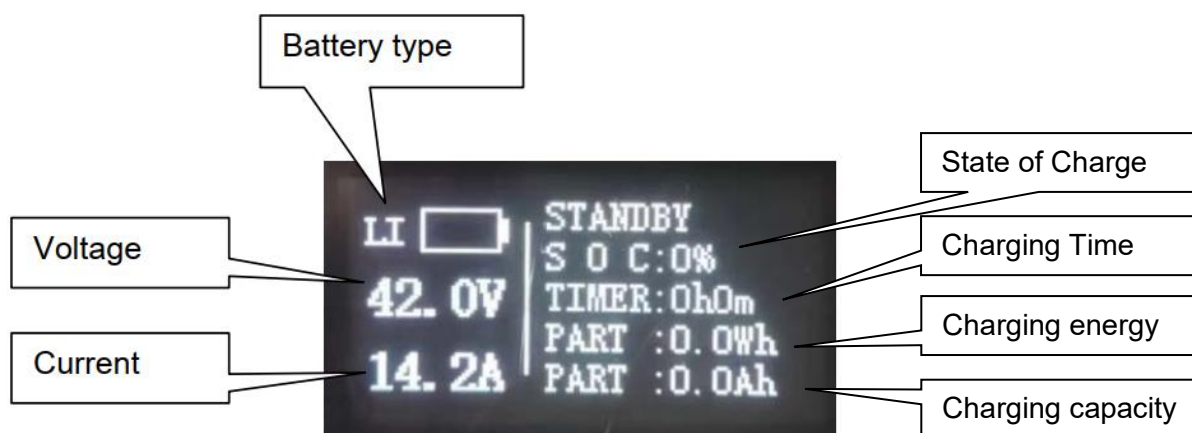 Battery type
Voltage
Current
LI
42.0V
14.2A
STANDBY
S O C:0%
TIMER:0h0m
PART :0.0Wh
PART :0.0Ah
State of Charge
Charging Time
Charging energy
Charging capacity